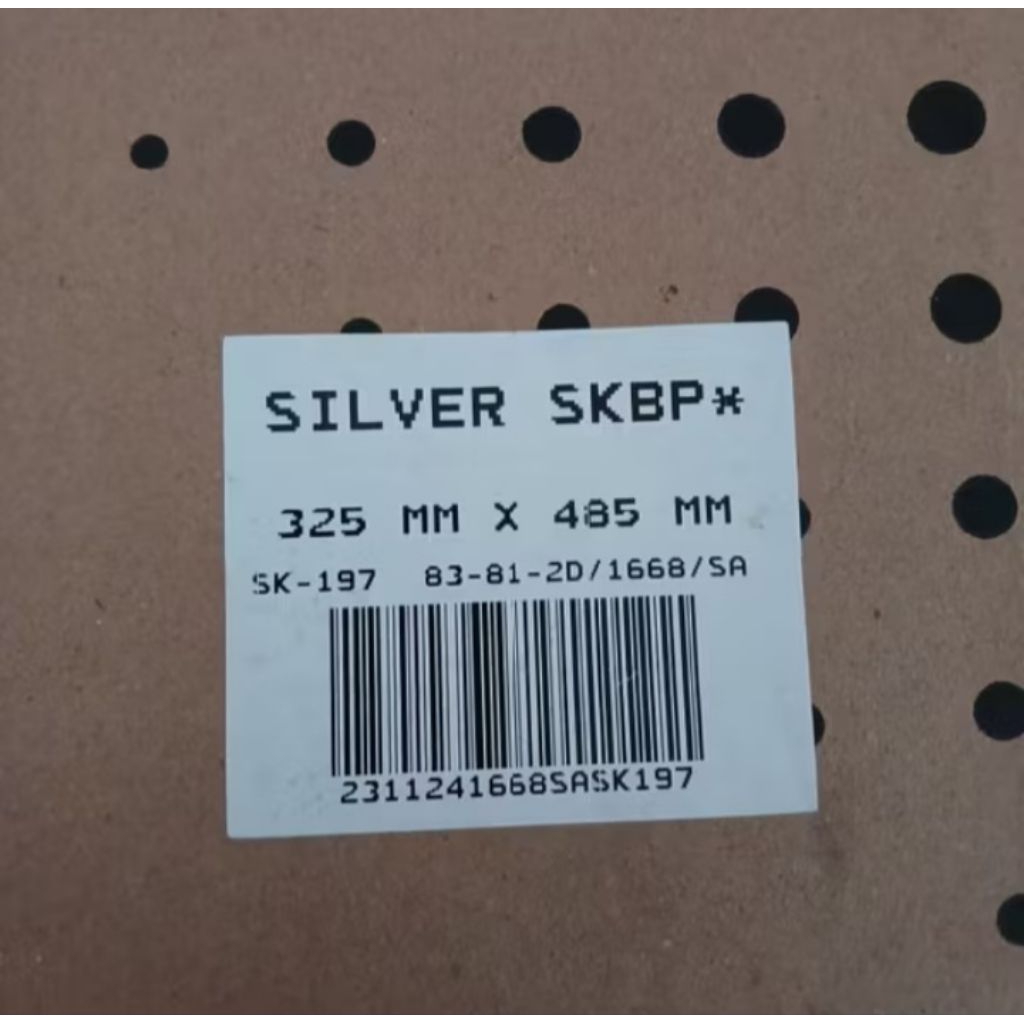 SILVER SKBP*
325 MM X 485 MM
SK-197 83-81-2D/1668/SA
2311241668SASK197